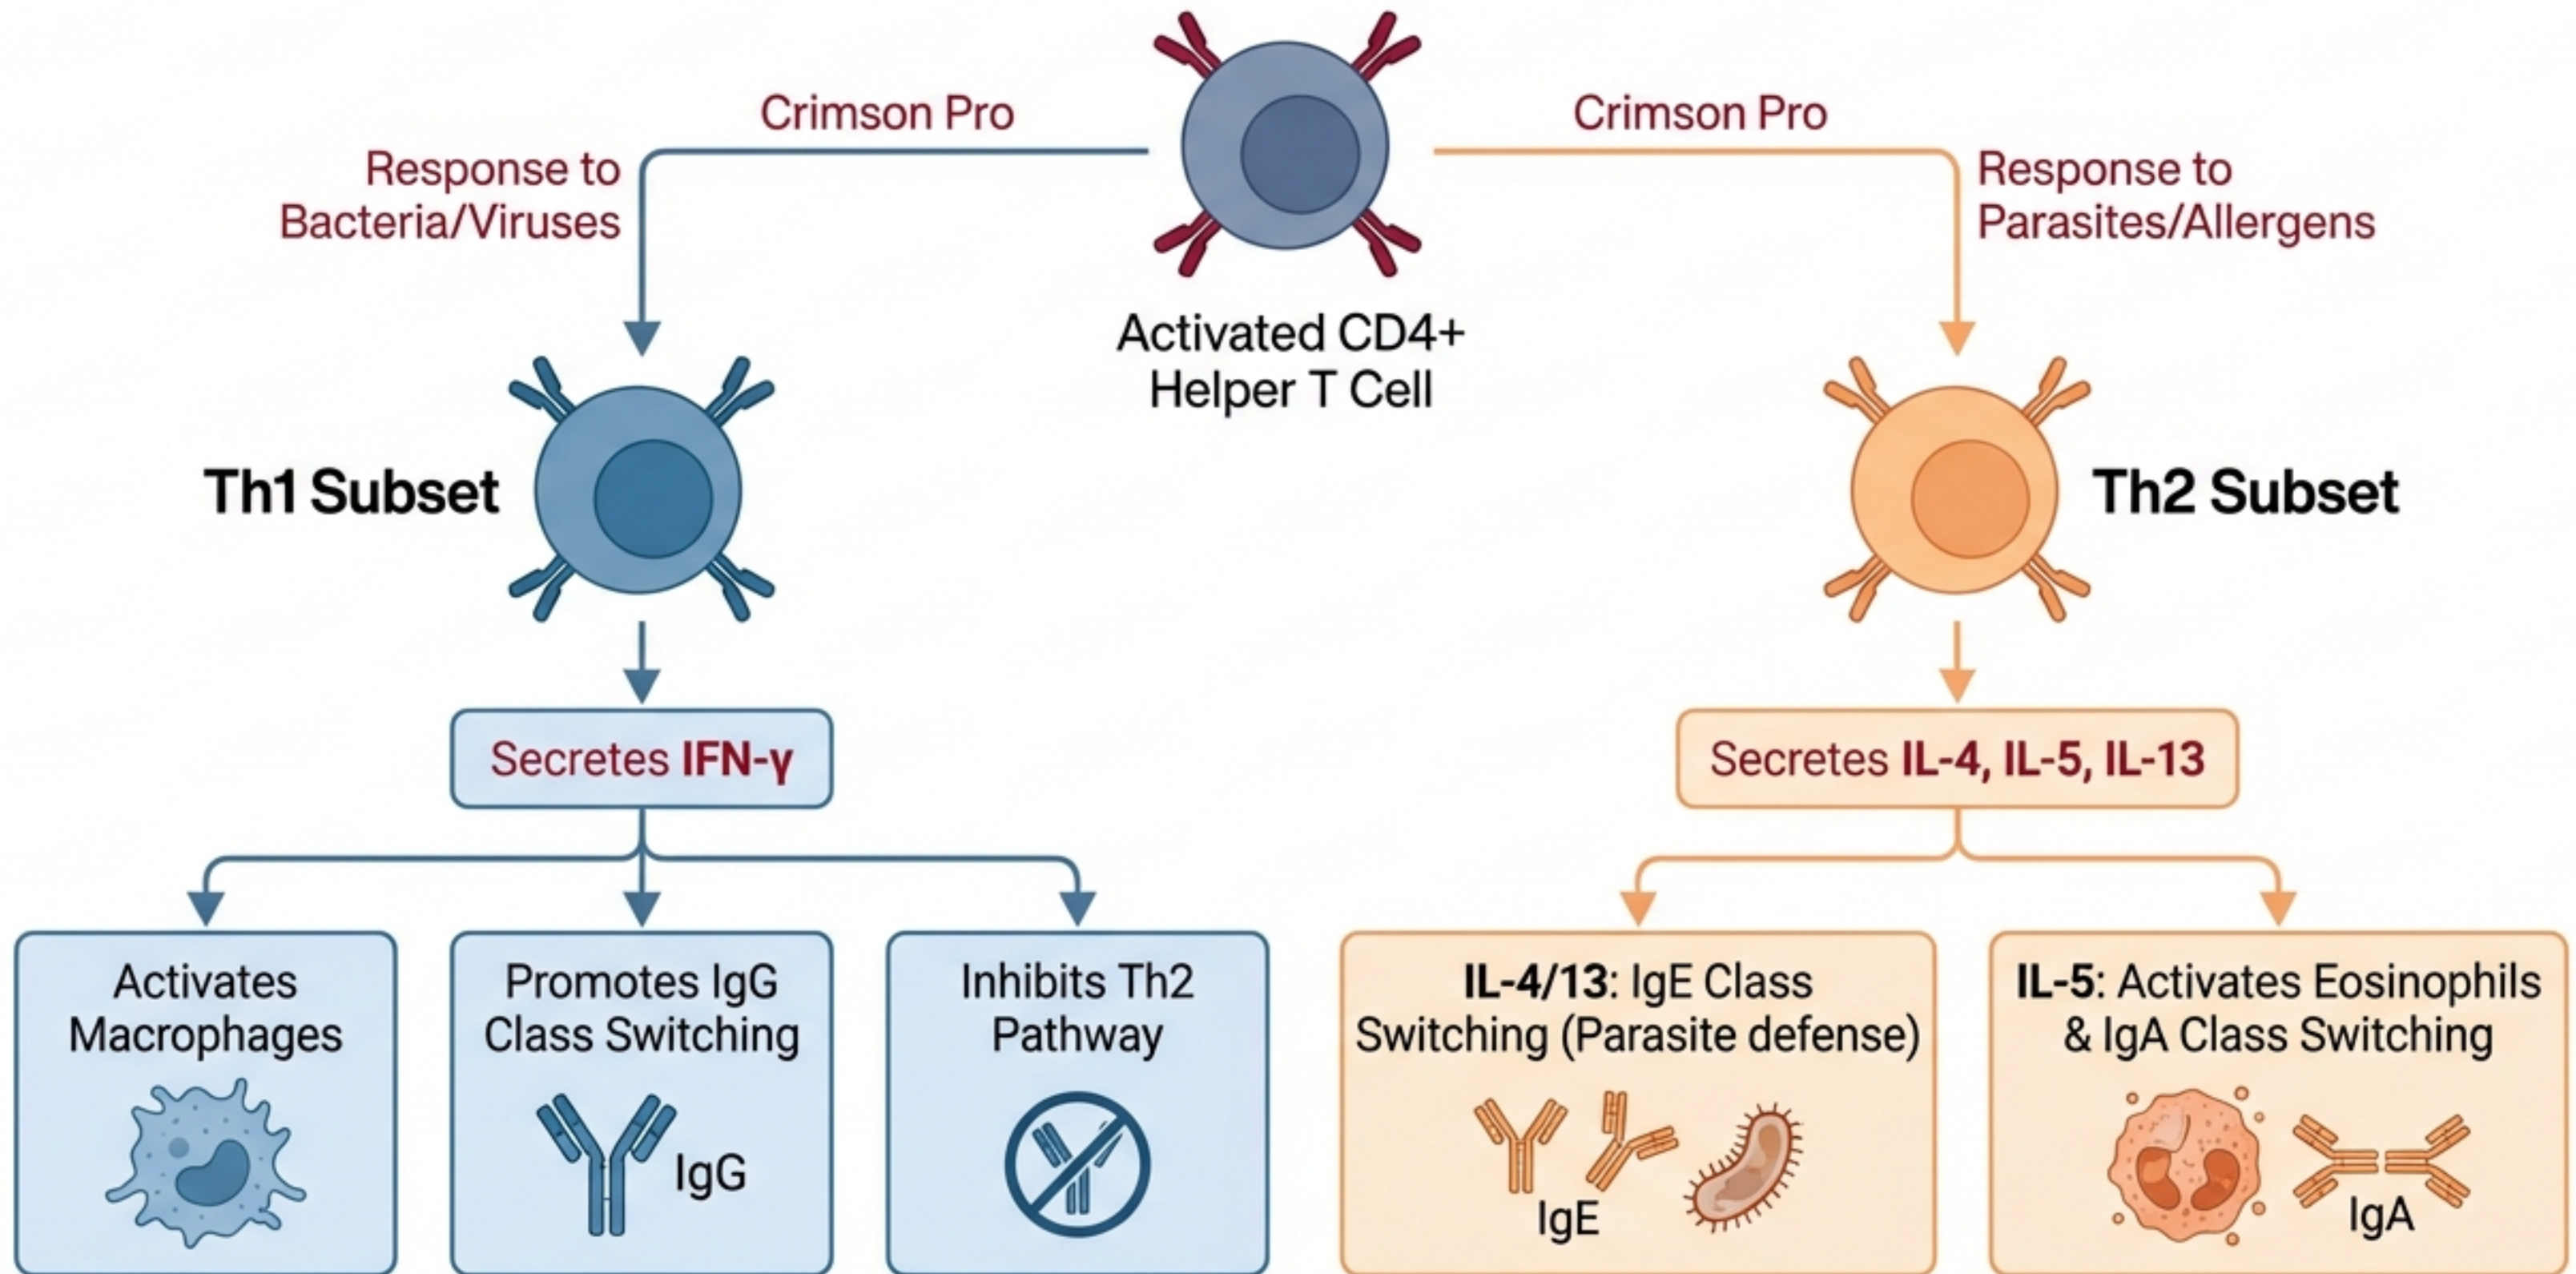 Crimson Pro
Crimson Pro
Response to
Bacteria/Viruses
Response to
Parasites/Allergens
Activated CD4+
Helper T Cell
Th1 Subset
Th2 Subset
Secretes IFN-γ
Secretes IL-4, IL-5, IL-13
Activates
Macrophages
Promotes IgG
Class Switching
IgG
Inhibits Th2
Pathway
IL-4/13: IgE Class
Switching (Parasite defense)
IgE
IL-5: Activates Eosinophils
& IgA Class Switching
IgA